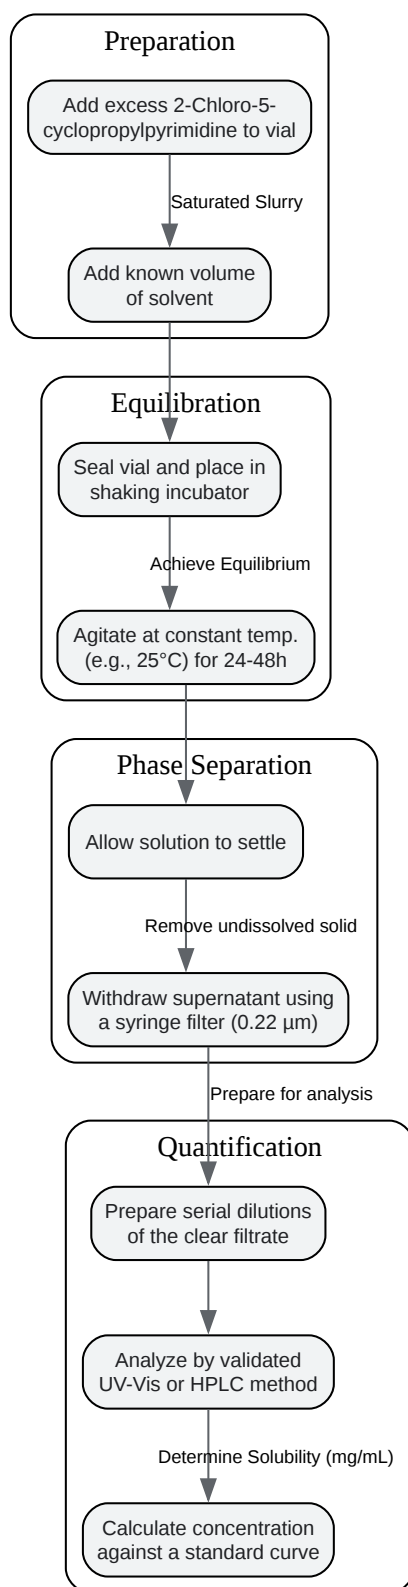 Preparation
Add excess 2-Chloro-5-
cyclopropylpyrimidine to vial
Saturated Slurry
Add known volume
of solvent
Equilibration
Seal vial and place in
shaking incubator
Achieve Equilibrium
Agitate at constant temp.
(e.g., 25°C) for 24-48h
Phase Separation
Allow solution to settle
Remove undissolved solid
Withdraw supernatant using
a syringe filter (0.22 µm)
Prepare for analysis
Quantification
Prepare serial dilutions
of the clear filtrate
Analyze by validated
UV-Vis or HPLC method
Determine Solubility (mg/mL)
Calculate concentration
against a standard curve